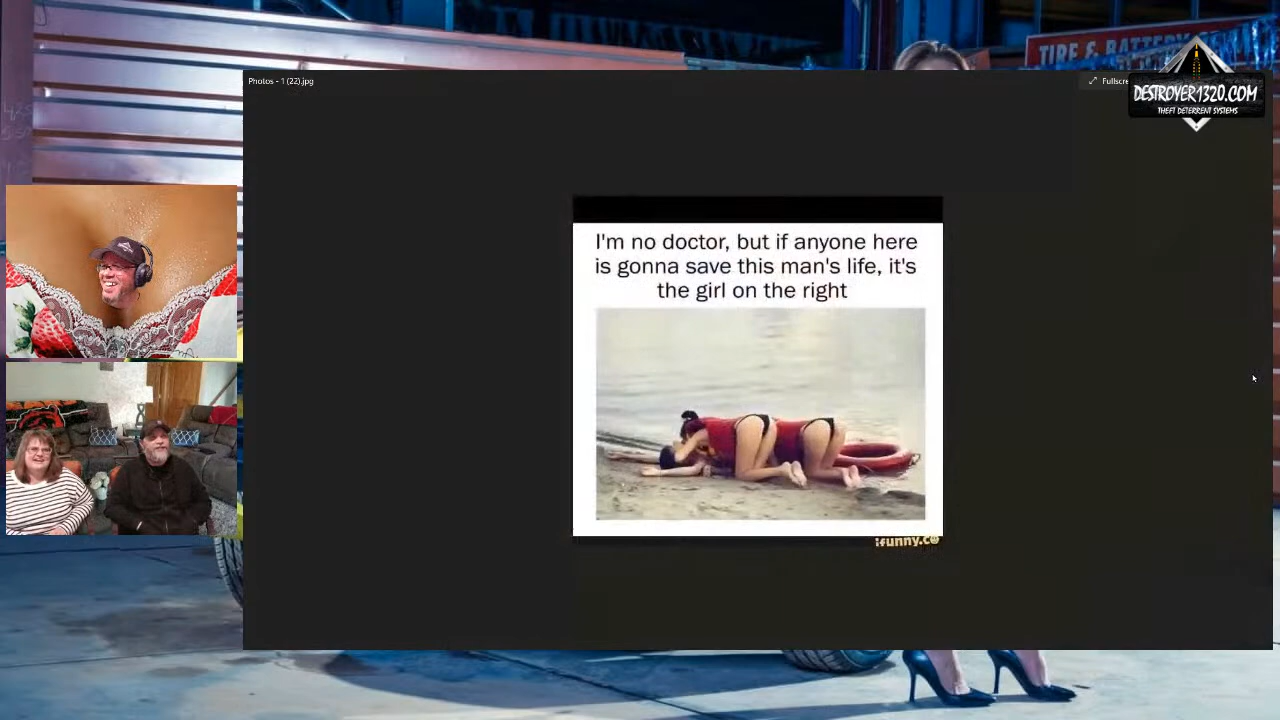 TIRE & BATTERY
Photos - 1 (22).jpg
DESTROYER1320.COM
THEFT DETERRENT SYSTEMS
I'm no doctor, but if anyone here
is gonna save this man's life, it's
the girl on the right
ifunny.co